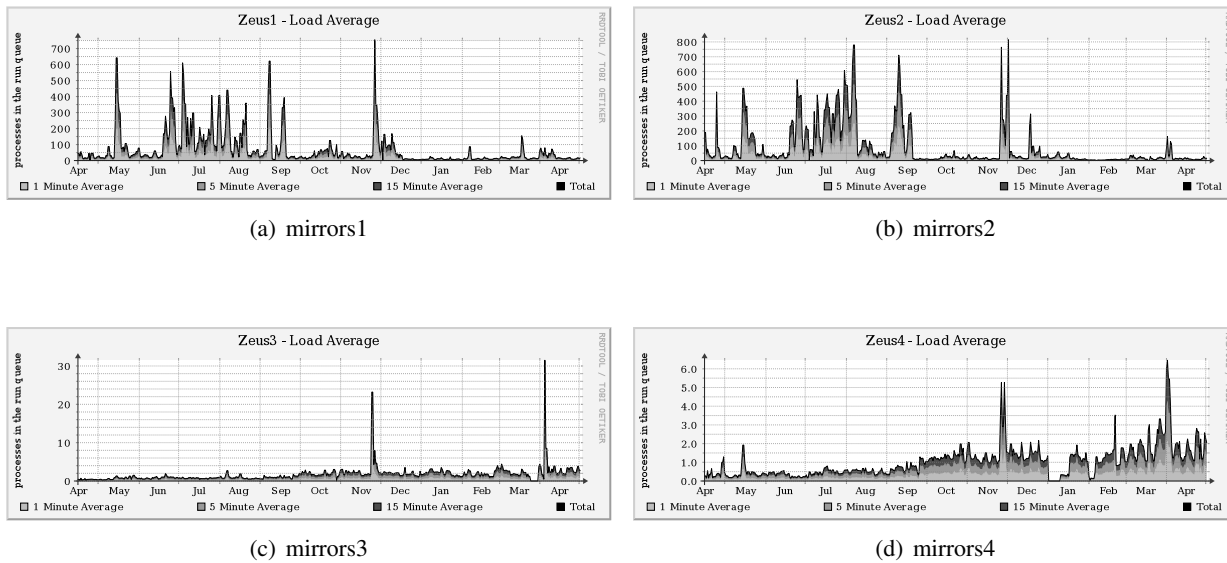 Zeus1 - Load Average
processes in the run queue
700
600
500
400
300
200
100
0
Apr May Jun Jul Aug Sep Oct Nov Dec Jan Feb Mar Apr
1 Minute Average 5 Minute Average 15 Minute Average Total
RRDTOOL / TOBI OETIKER
(a) mirrors1
Zeus2 - Load Average
processes in the run queue
800
700
600
500
400
300
200
100
0
Apr May Jun Jul Aug Sep Oct Nov Dec Jan Feb Mar Apr
1 Minute Average 5 Minute Average 15 Minute Average Total
(b) mirrors2
Zeus3 - Load Average
processes in the run queue
30
20
10
0
Apr May Jun Jul Aug Sep Oct Nov Dec Jan Feb Mar Apr
1 Minute Average 5 Minute Average 15 Minute Average Total
RRDTOOL / TOBI OETIKER
(c) mirrors3
Zeus4 - Load Average
processes in the run queue
6.0
5.0
4.0
3.0
2.0
1.0
0.0
Apr May Jun Jul Aug Sep Oct Nov Dec Jan Feb Mar Apr
1 Minute Average 5 Minute Average 15 Minute Average Total
(d) mirrors4